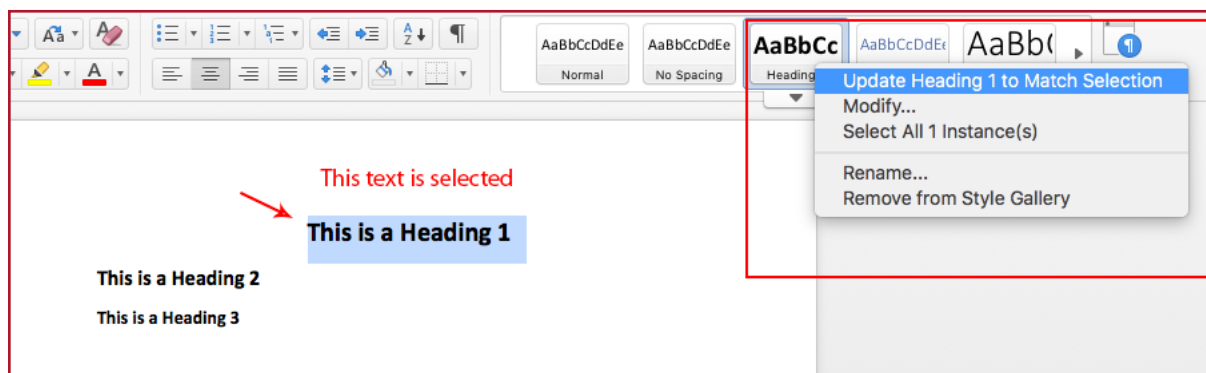 AaBbCcDdEe
AaBbCcDdEe
AaBbCc
AaBbCcDdEe
AaBb(
Normal
No Spacing
Heading
Update Heading 1 to Match Selection
Modify...
Select All 1 Instance(s)
Rename...
Remove from Style Gallery
This text is selected
This is a Heading 1
This is a Heading 2
This is a Heading 3